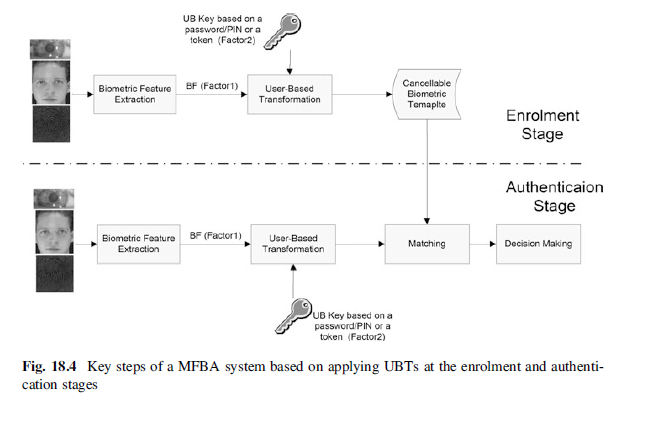 UB Key based on a
password/PIN or a
token (Factor2)
Biometric Feature
Extraction
BF (Factor1)
User-Based
Transformation
Cancellable
Biometric
Temaplte
Enrolment
Stage
Authenticaion
Stage
Biometric Feature
Extraction
BF (Factor1)
User-Based
Transformation
Matching
Decision Making
UB Key based on a
password/PIN or a
token (Factor2)
Fig. 18.4 Key steps of a MFBA system based on applying UBTs at the enrolment and authenti-
cation stages